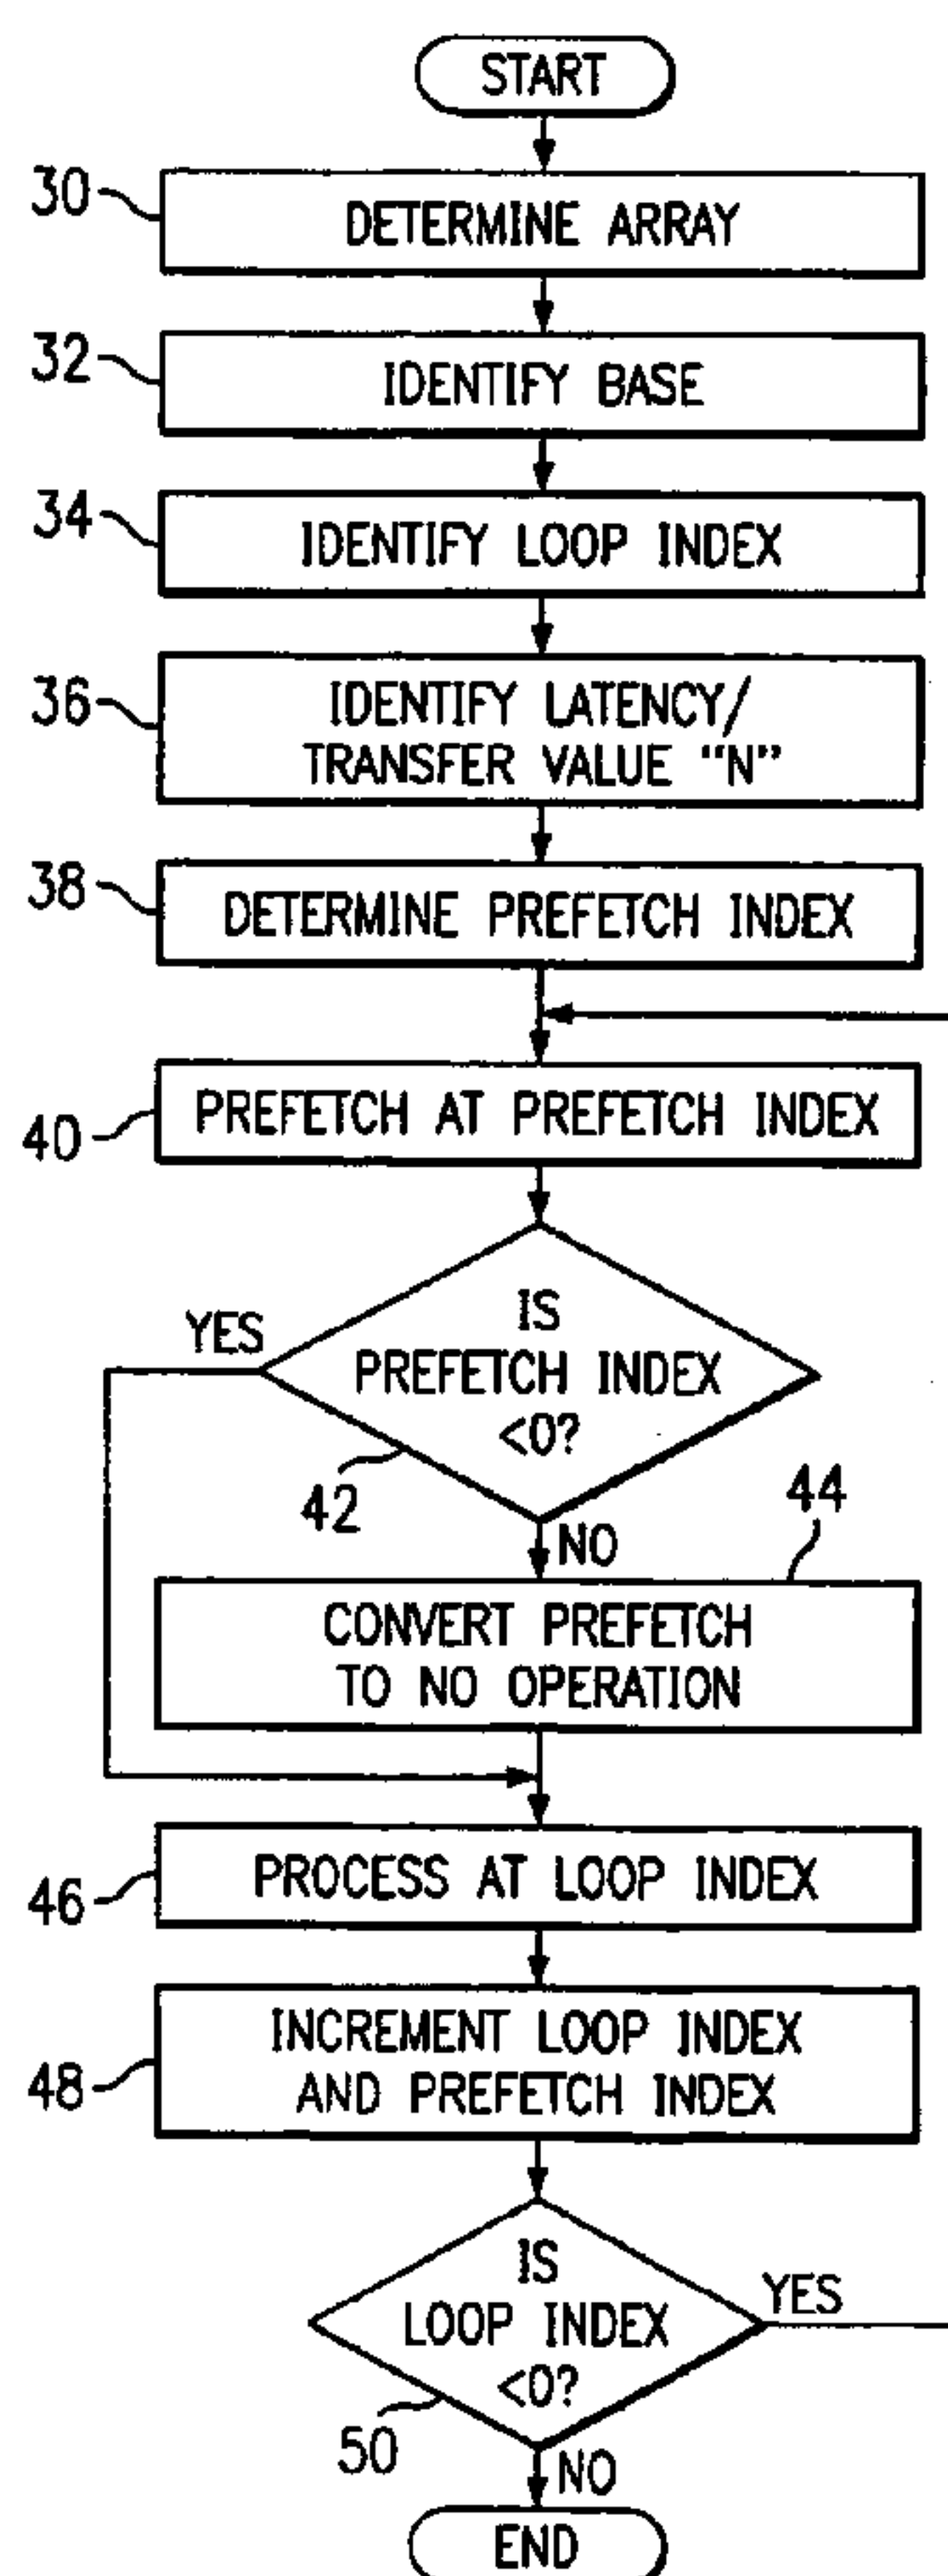 START
30
DETERMINE ARRAY
32
IDENTIFY BASE
34
IDENTIFY LOOP INDEX
36
IDENTIFY LATENCY/
TRANSFER VALUE "N"
38
DETERMINE PREFETCH INDEX
40
PREFETCH AT PREFETCH INDEX
YES
IS
PREFETCH INDEX
<0?
42
NO
44
CONVERT PREFETCH
TO NO OPERATION
46
PROCESS AT LOOP INDEX
48
INCREMENT LOOP INDEX
AND PREFETCH INDEX
IS
LOOP INDEX
<0?
YES
50
NO
END